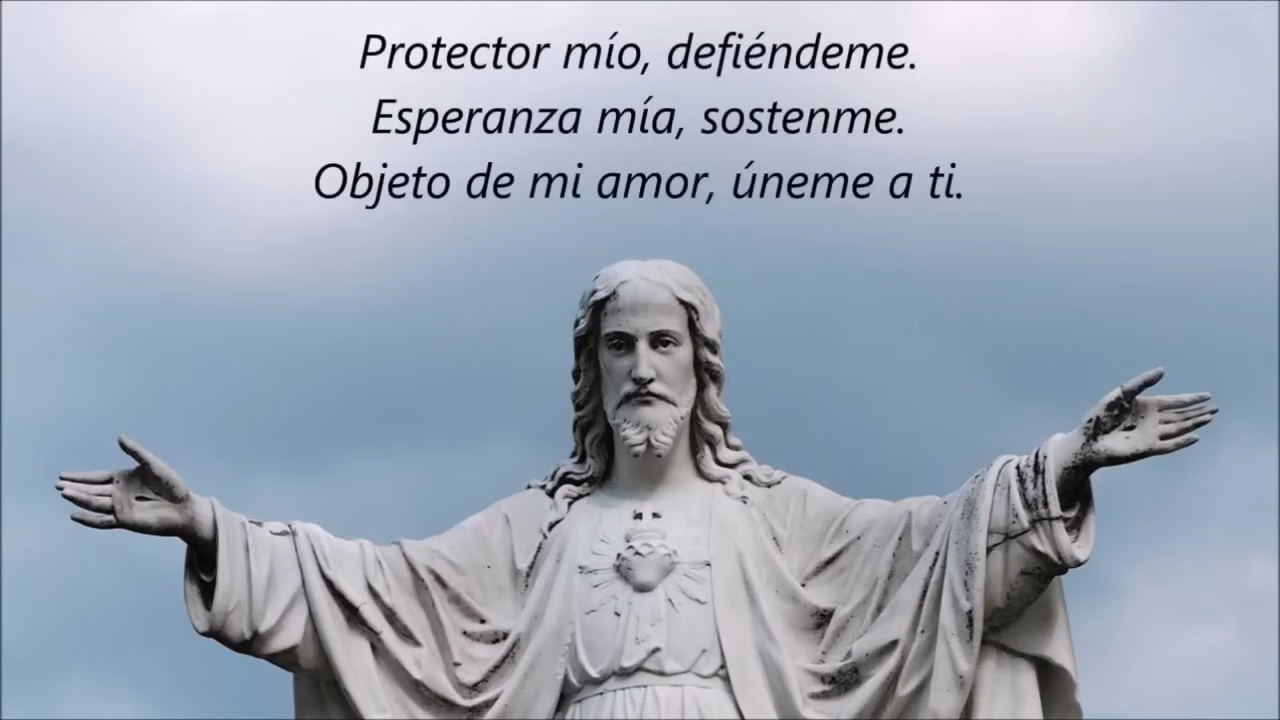 Protector mío, defiéndeme.
Esperanza mía, sostenme.
Objeto de mi amor, úneme a ti.